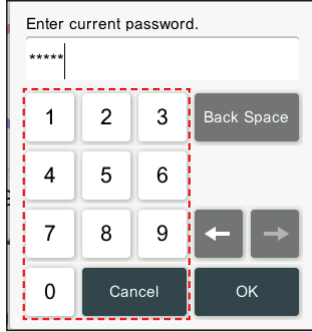 Enter current password.
*****
1 2 3 Back Space
4 5 6
7 8 9 ← →
0 Cancel OK